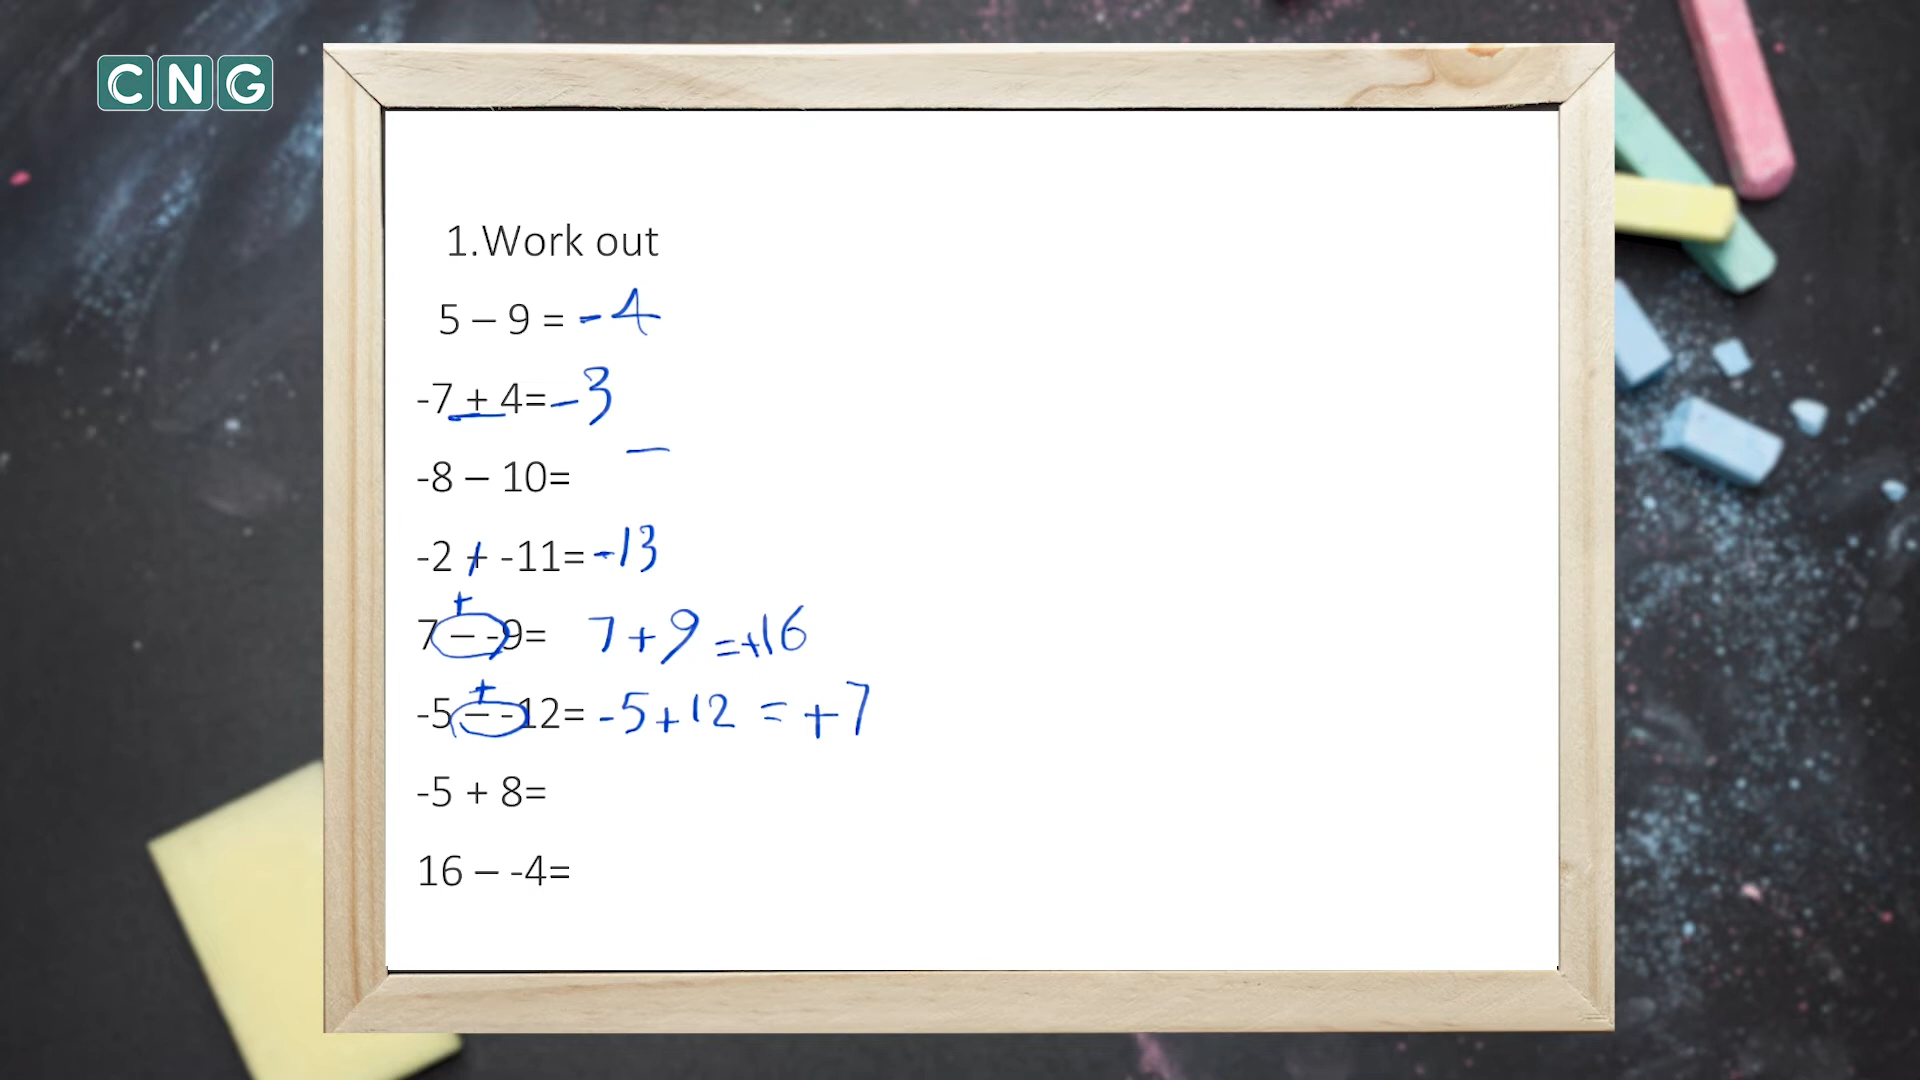 CNG
1.Work out
5 – 9 = -4
-7 + 4= -3
-8 – 10= –
-2 + -11= -13
+
7 – -9= 7+9 =+16
+
-5 – -12= -5+12 = +7
-5 + 8=
16 – -4=